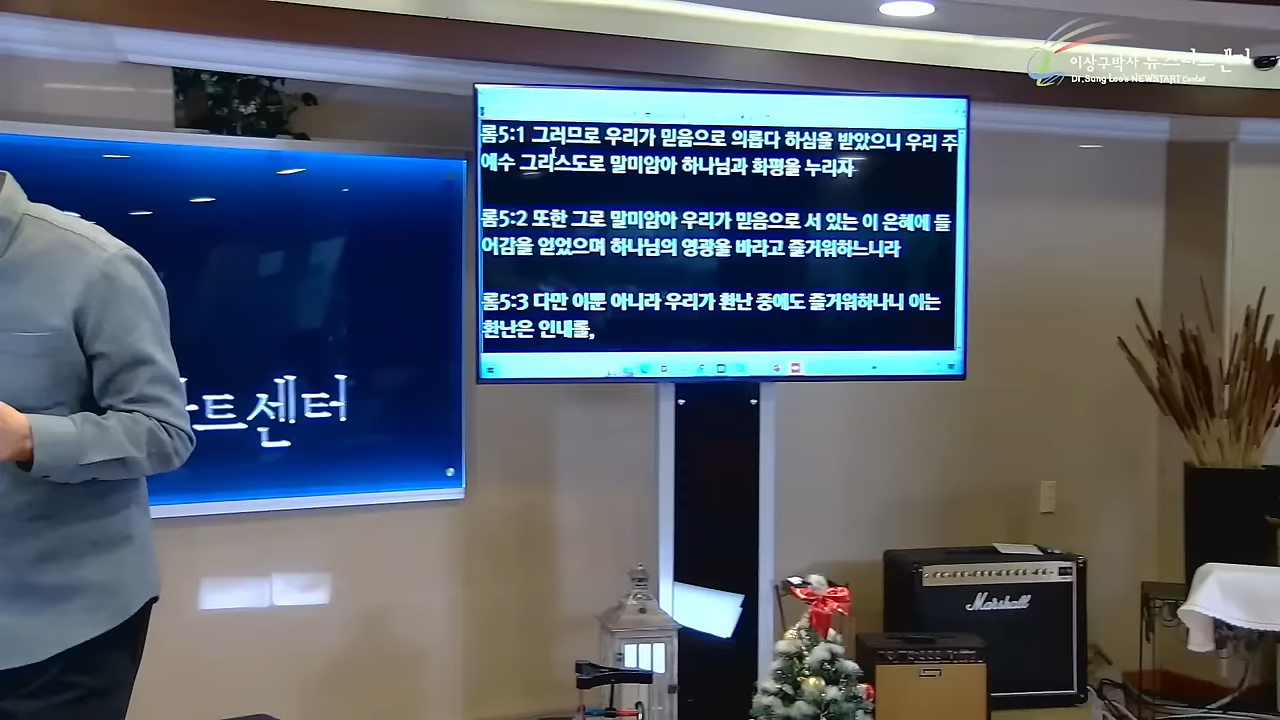 이상구박사 뉴스타트센터
Dr.Sang Lee's NEWSTART Center
롬5:1 그러므로 우리가 믿음으로 의롭다 하심을 받았으니 우리 주
예수 그리스도로 말미암아 하나님과 화평을 누리자
롬5:2 또한 그로 말미암아 우리가 믿음으로 서 있는 이 은혜에 들
어감을 얻었으며 하나님의 영광을 바라고 즐거워하느니라
롬5:3 다만 이뿐 아니라 우리가 환난 중에도 즐거워하나니 이는
환난은 인내를,
트센터
Marshall